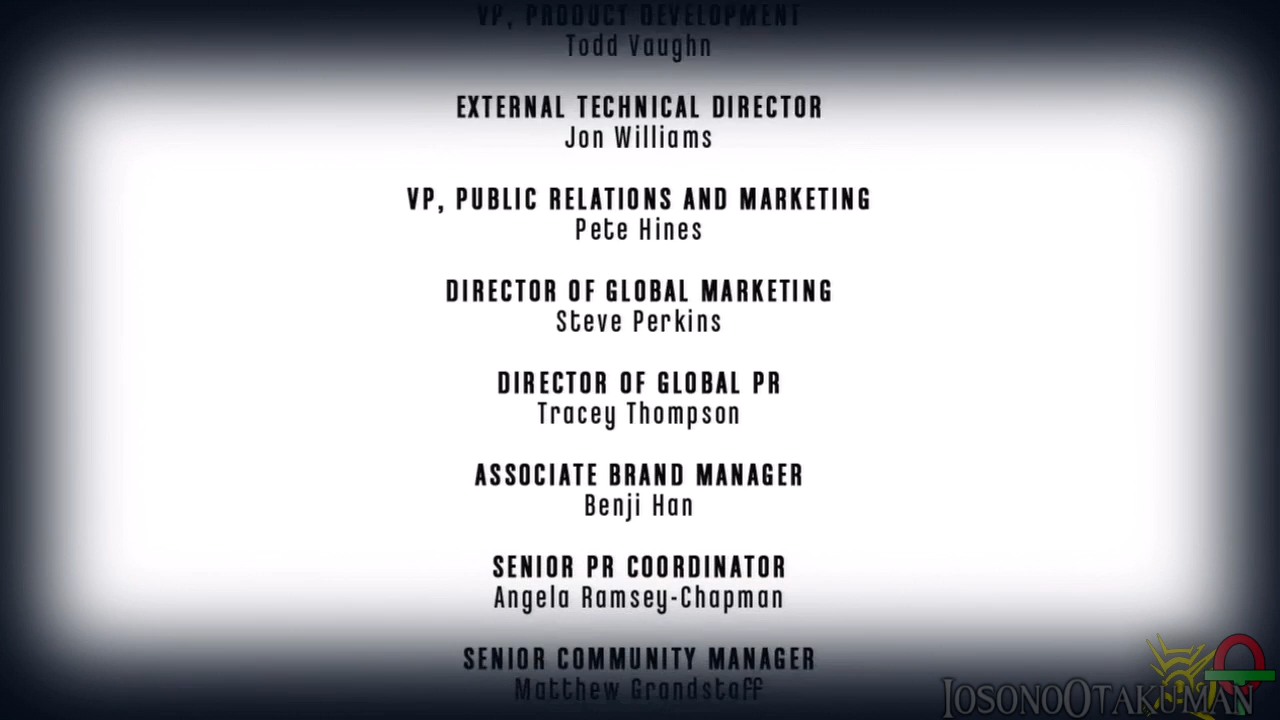 VP, PRODUCT DEVELOPMENT
Todd Vaughn
EXTERNAL TECHNICAL DIRECTOR
Jon Williams
VP, PUBLIC RELATIONS AND MARKETING
Pete Hines
DIRECTOR OF GLOBAL MARKETING
Steve Perkins
DIRECTOR OF GLOBAL PR
Tracey Thompson
ASSOCIATE BRAND MANAGER
Benji Han
SENIOR PR COORDINATOR
Angela Ramsey-Chapman
SENIOR COMMUNITY MANAGER
Matthew Grandstaff
IOSONOOTAKUMAN